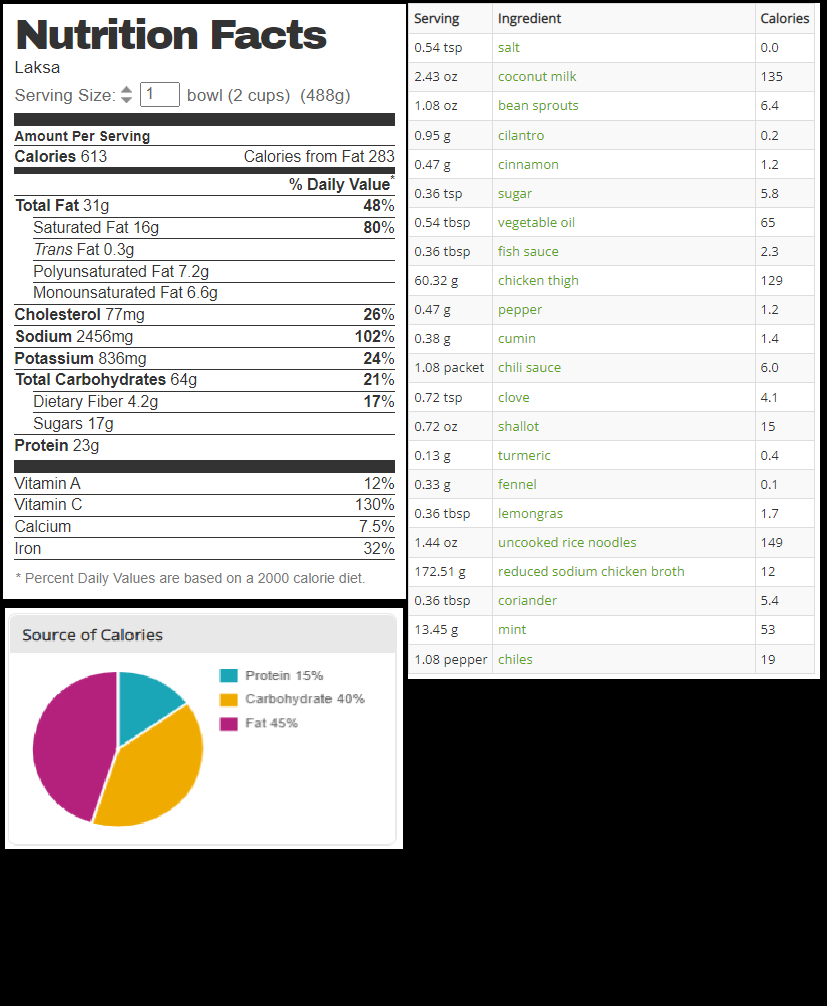 Nutrition Facts
Laksa
Serving Size: 1 bowl (2 cups) (488g)
Amount Per Serving
Calories 613 Calories from Fat 283
% Daily Value*
Total Fat 31g 48%
Saturated Fat 16g 80%
Trans Fat 0.3g
Polyunsaturated Fat 7.2g
Monounsaturated Fat 6.6g
Cholesterol 77mg 26%
Sodium 2456mg 102%
Potassium 836mg 24%
Total Carbohydrates 64g 21%
Dietary Fiber 4.2g 17%
Sugars 17g
Protein 23g
Vitamin A 12%
Vitamin C 130%
Calcium 7.5%
Iron 32%
* Percent Daily Values are based on a 2000 calorie diet.
Source of Calories
Protein 15%
Carbohydrate 40%
Fat 45%
Serving Ingredient Calories
0.54 tsp salt 0.0
2.43 oz coconut milk 135
1.08 oz bean sprouts 6.4
0.95 g cilantro 0.2
0.47 g cinnamon 1.2
0.36 tsp sugar 5.8
0.54 tbsp vegetable oil 65
0.36 tbsp fish sauce 2.3
60.32 g chicken thigh 129
0.47 g pepper 1.2
0.38 g cumin 1.4
1.08 packet chili sauce 6.0
0.72 tsp clove 4.1
0.72 oz shallot 15
0.13 g turmeric 0.4
0.33 g fennel 0.1
0.36 tbsp lemongras 1.7
1.44 oz uncooked rice noodles 149
172.51 g reduced sodium chicken broth 12
0.36 tbsp coriander 5.4
13.45 g mint 53
1.08 pepper chiles 19